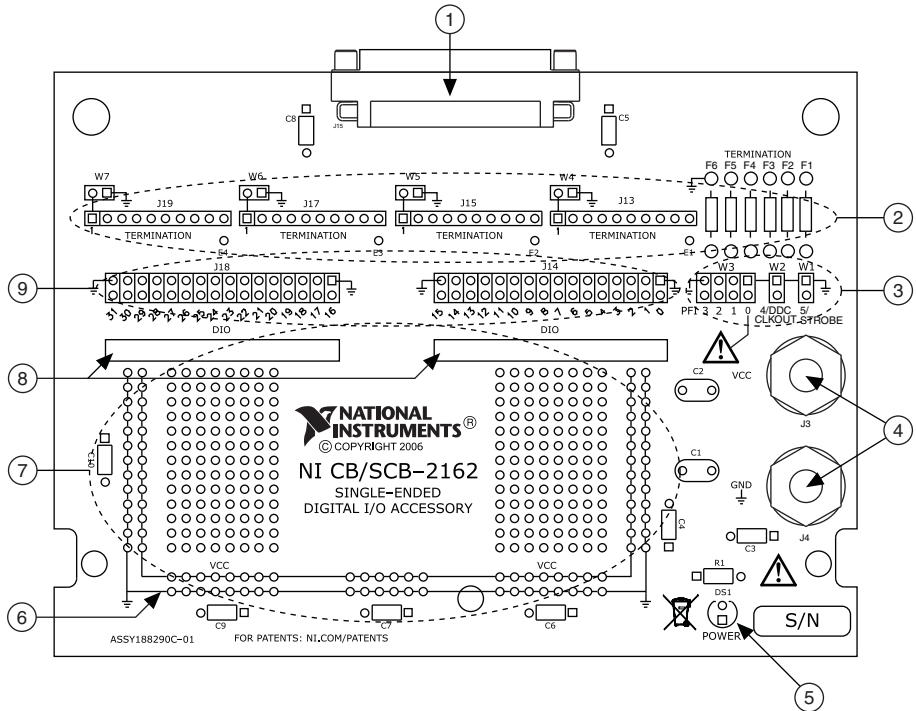 1
J15
C8
C5
TERMINATION
F6 F5 F4 F3 F2 F1
W7 W6 W5 W4
J19 J17 J15 J13
1 1 1 1
TERMINATION TERMINATION TERMINATION TERMINATION
E4 E3 E2 E1
2
J18 J14
W3 W2 W1
9
3
31 30 29 28 27 26 25 24 23 22 21 20 19 18 17 16
15 14 13 12 11 10 9 8 7 6 5 4 3 2 1 0
PFI 3 2 1 0 4/DDC CLKOUT 5/STROBE
DIO DIO
8
C2
VCC
J3
NATIONAL
INSTRUMENTS®
© COPYRIGHT 2006
NI CB/SCB-2162
SINGLE-ENDED
DIGITAL I/O ACCESSORY
4
7
C10
C1
GND
C4
C3
J4
VCC VCC
R1
DS1
6
C9 C7 C6
S/N
POWER
ASSY188290C-01
FOR PATENTS: NI.COM/PATENTS
5